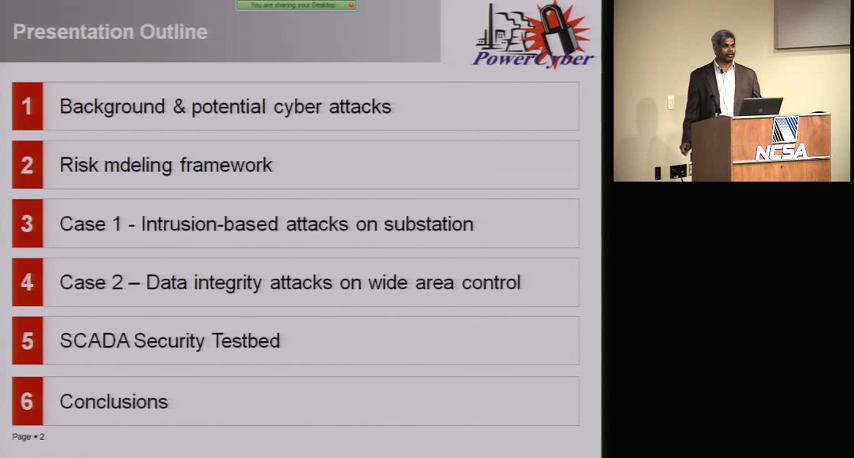 You are sharing your Desktop
Presentation Outline
PowerCyber
1 Background & potential cyber attacks
2 Risk mdeling framework
3 Case 1 - Intrusion-based attacks on substation
4 Case 2 – Data integrity attacks on wide area control
5 SCADA Security Testbed
6 Conclusions
Page • 2
NCSA